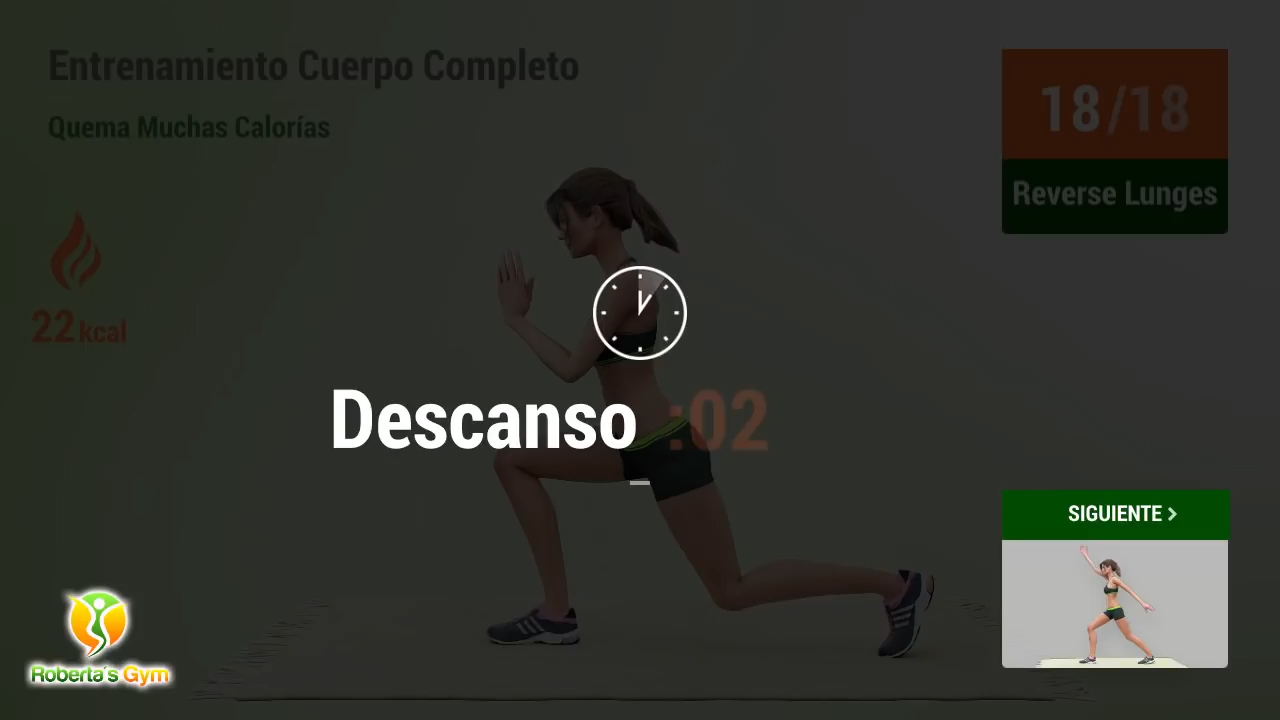 Entrenamiento Cuerpo Completo
Quema Muchas Calorías
18/18
Reverse Lunges
22 kcal
Descanso :02
SIGUIENTE >
Roberta's Gym